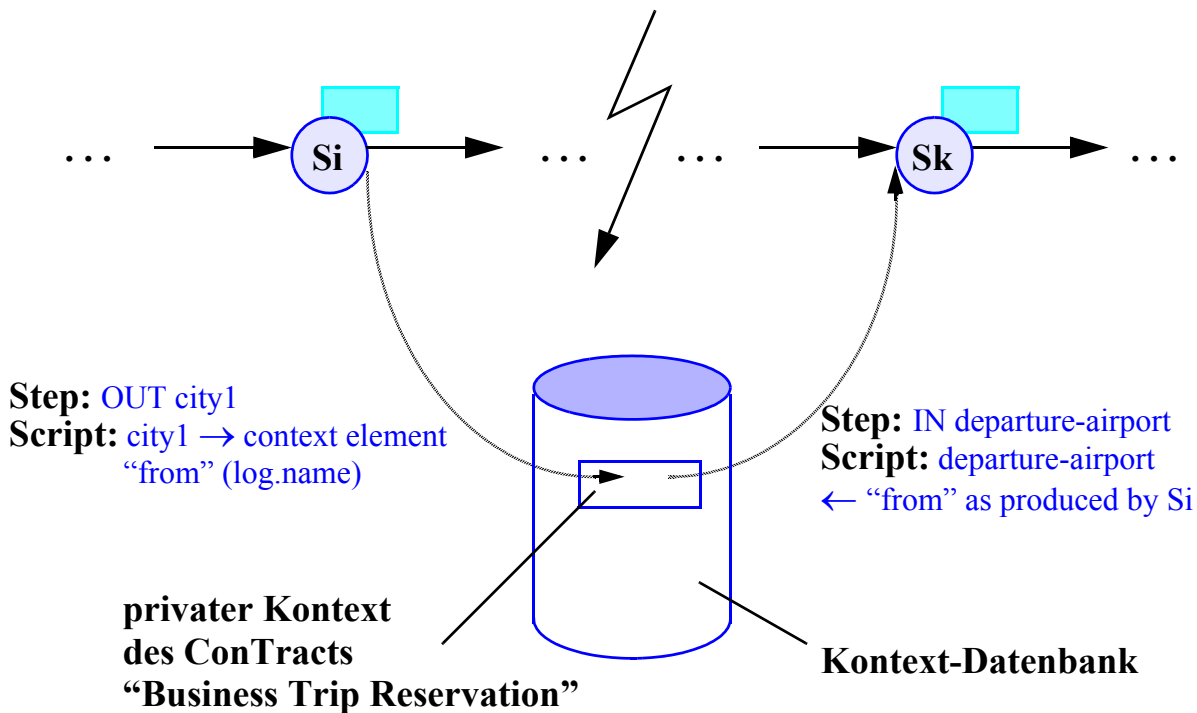 . . . Si . . . . . . Sk . . .
Step: OUT city1
Script: city1 → context element
“from” (log.name)
Step: IN departure-airport
Script: departure-airport
← “from” as produced by Si
privater Kontext
des ConTracts
“Business Trip Reservation”
Kontext-Datenbank